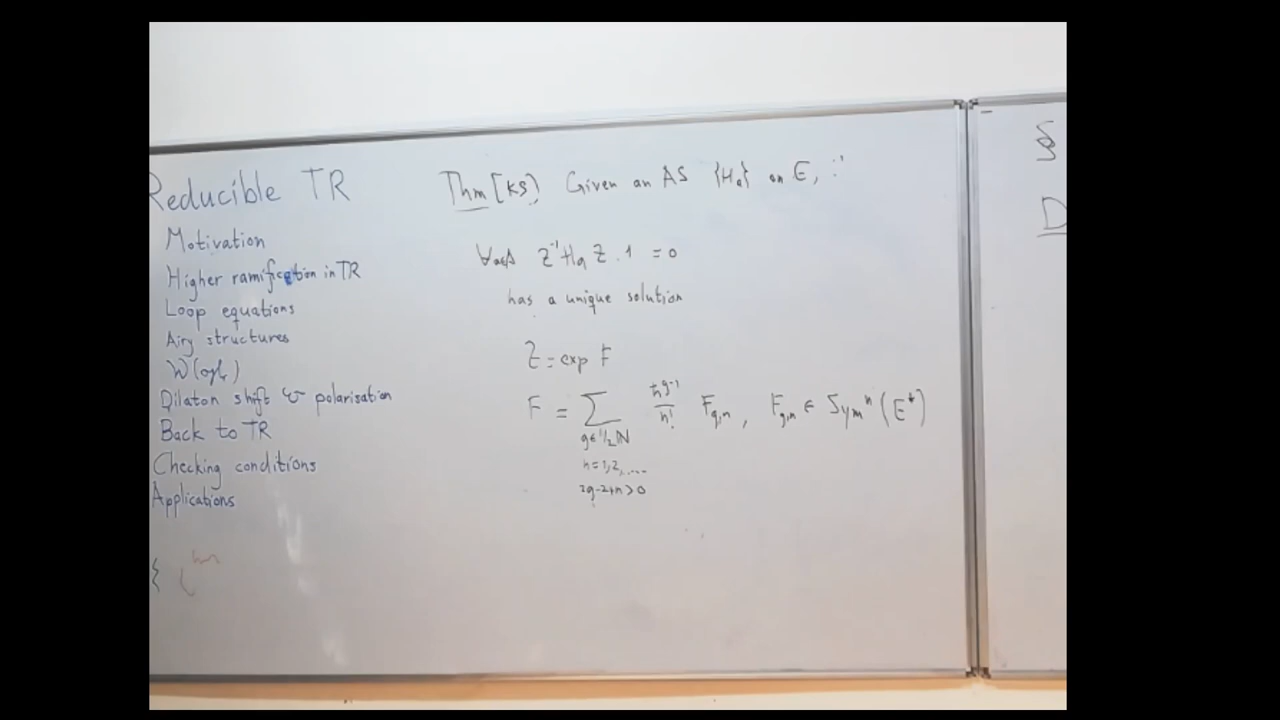 Reducible TR
Motivation
Higher ramification in TR
Loop equations
Airy structures
W(gl_r)
Dilaton shift & polarisation
Back to TR
Checking conditions
Applications
Thm [KS] Given an AS {H_a} on E,
∀a∈A Z^{-1} H_a Z . 1 = 0
has a unique solution
Z = exp F
F = ∑_{g∈1/2 ℕ, n=1,2,..., 2g-2+n>0} ħ^{g-1}/n! F_{g,n}, F_{g,n} ∈ Sym^n (E*)
§
D